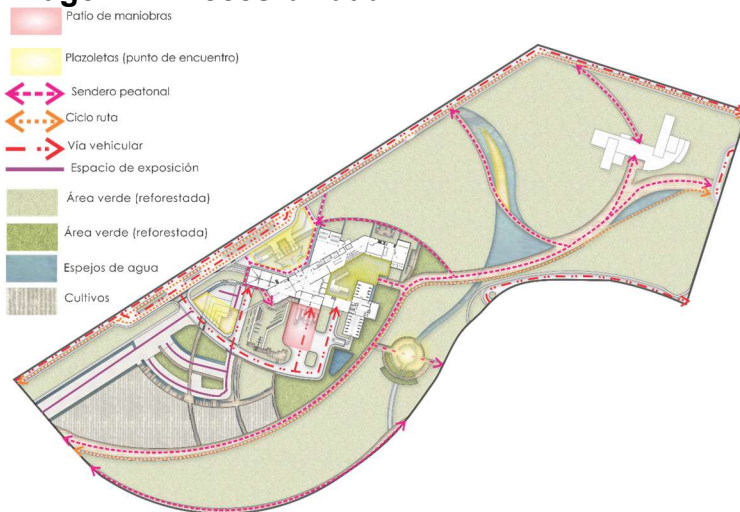 Patio de maniobras
Plazoletas (punto de encuentro)
Sendero peatonal
Ciclo ruta
Vía vehicular
Espacio de exposición
Área verde (reforestada)
Área verde (reforestada)
Espejos de agua
Cultivos